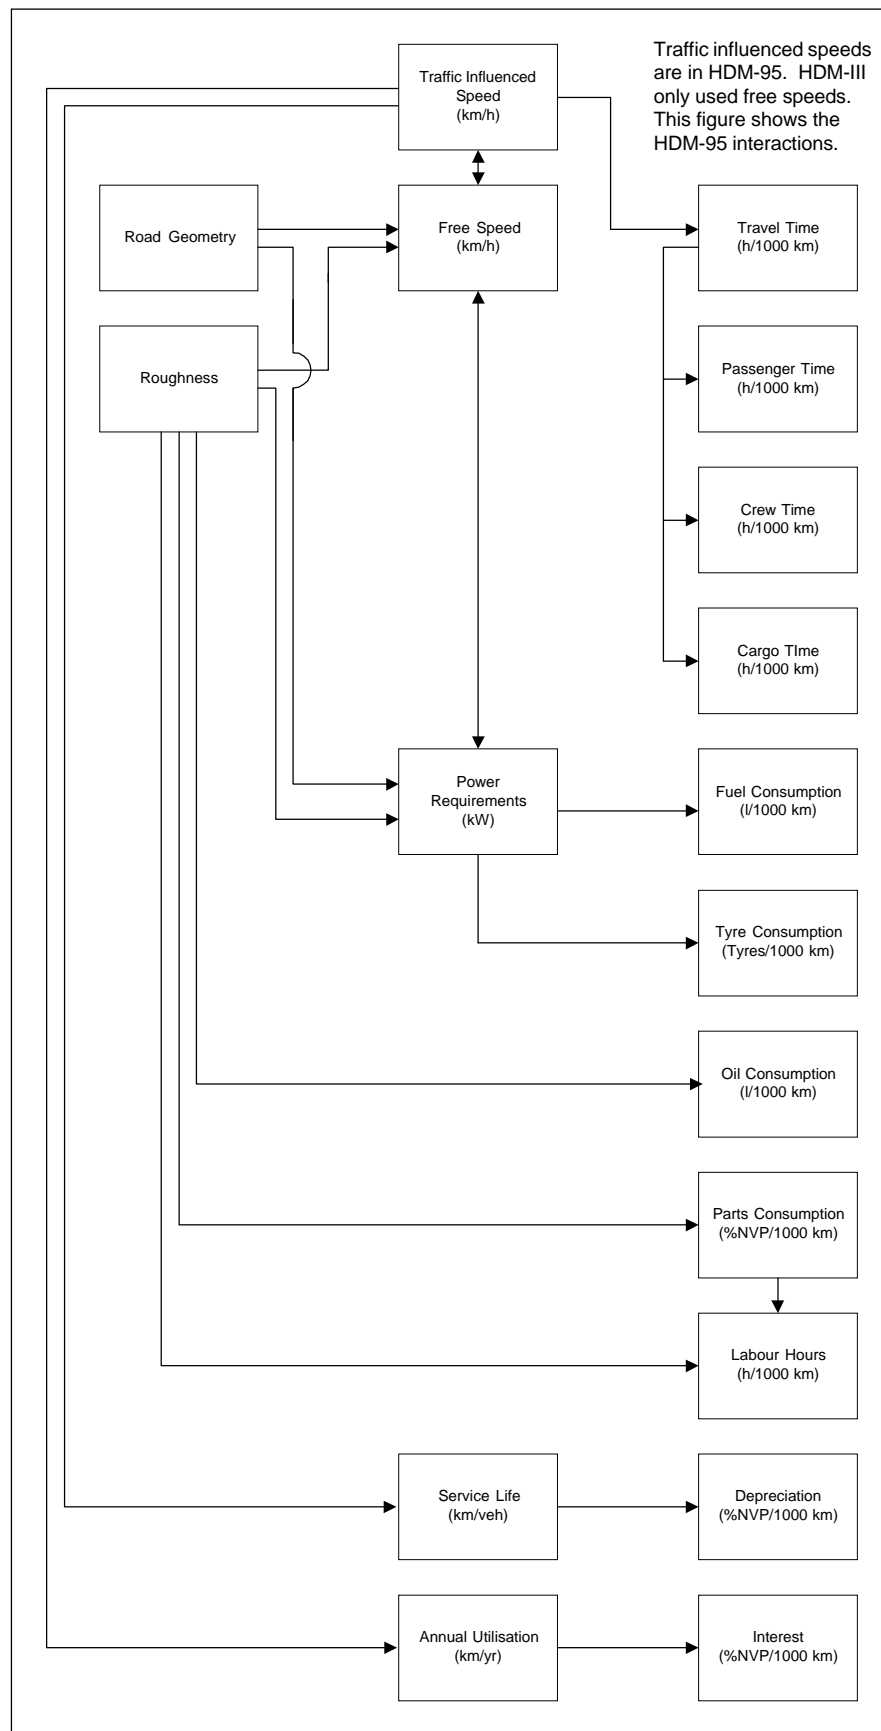 Traffic influenced speeds
are in HDM-95. HDM-III
only used free speeds.
This figure shows the
HDM-95 interactions.
Traffic Influenced
Speed
(km/h)
Road Geometry
Free Speed
(km/h)
Travel Time
(h/1000 km)
Roughness
Passenger Time
(h/1000 km)
Crew Time
(h/1000 km)
Cargo TIme
(h/1000 km)
Power
Requirements
(kW)
Fuel Consumption
(l/1000 km)
Tyre Consumption
(Tyres/1000 km)
Oil Consumption
(l/1000 km)
Parts Consumption
(%NVP/1000 km)
Labour Hours
(h/1000 km)
Service Life
(km/veh)
Depreciation
(%NVP/1000 km)
Annual Utilisation
(km/yr)
Interest
(%NVP/1000 km)